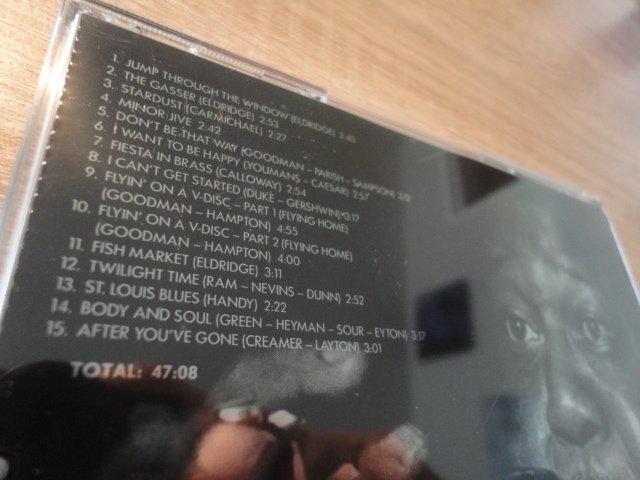 1. JUMP THROUGH THE WINDOW (ELDRIDGE) 2:40
2. THE GASSER (ELDRIDGE) 2:53
3. STARDUST (CARMICHAEL) 2:27
4. MINOR JIVE 2:42
5. DON'T BE THAT WAY (GOODMAN – PARISH – SAMPSON) 3:13
6. I WANT TO BE HAPPY (YOUMANS – CAESAR) 2:57
7. FIESTA IN BRASS (CALLOWAY) 2:54
8. I CAN'T GET STARTED (DUKE – GERSHWIN) 3:17
9. FLYIN' ON A V-DISC – PART 1 (FLYING HOME)
(GOODMAN – HAMPTON) 4:55
10. FLYIN' ON A V-DISC – PART 2 (FLYING HOME)
(GOODMAN – HAMPTON) 4:00
11. FISH MARKET (ELDRIDGE) 3:11
12. TWILIGHT TIME (RAM – NEVINS – DUNN) 2:52
13. ST. LOUIS BLUES (HANDY) 2:22
14. BODY AND SOUL (GREEN – HEYMAN – SOUR – EYTON) 3:17
15. AFTER YOU'VE GONE (CREAMER – LAYTON) 3:01
TOTAL: 47:08